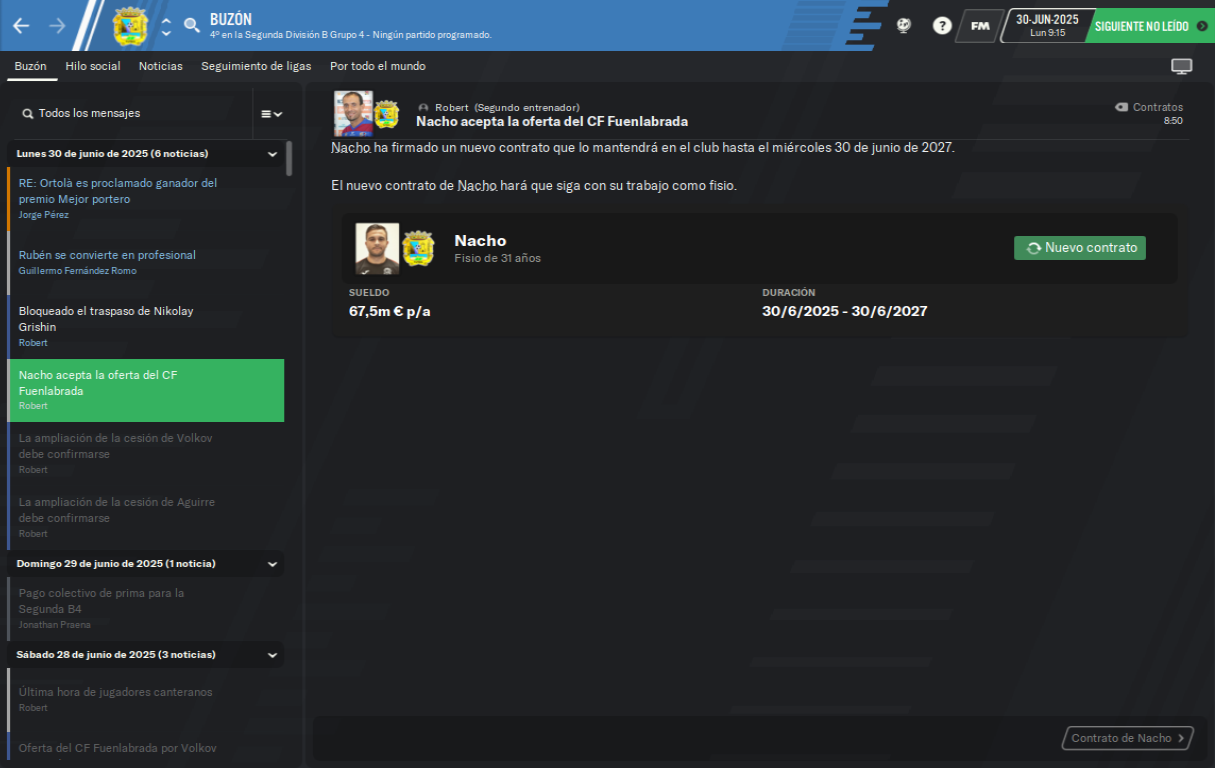 BUZÓN
4º en la Segunda División B Grupo 4 - Ningún partido programado.
?
FM
30-JUN-2025
Lun 9:15
SIGUIENTE NO LEÍDO
Buzón
Hilo social
Noticias
Seguimiento de ligas
Por todo el mundo
Todos los mensajes
Lunes 30 de junio de 2025 (6 noticias)
RE: Ortolà es proclamado ganador del
premio Mejor portero
Jorge Pérez
Rubén se convierte en profesional
Guillermo Fernández Romo
Bloqueado el traspaso de Nikolay
Grishin
Robert
Nacho acepta la oferta del CF
Fuenlabrada
Robert
La ampliación de la cesión de Volkov
debe confirmarse
Robert
La ampliación de la cesión de Aguirre
debe confirmarse
Robert
Domingo 29 de junio de 2025 (1 noticia)
Pago colectivo de prima para la
Segunda B4
Jonathan Praena
Sábado 28 de junio de 2025 (3 noticias)
Última hora de jugadores canteranos
Robert
Oferta del CF Fuenlabrada por Volkov
Robert (Segundo entrenador)
Nacho acepta la oferta del CF Fuenlabrada
Contratos
8:50
Nacho ha firmado un nuevo contrato que lo mantendrá en el club hasta el miércoles 30 de junio de 2027.
El nuevo contrato de Nacho hará que siga con su trabajo como fisio.
Nacho
Fisio de 31 años
Nuevo contrato
SUELDO
67,5m € p/a
DURACIÓN
30/6/2025 - 30/6/2027
Contrato de Nacho